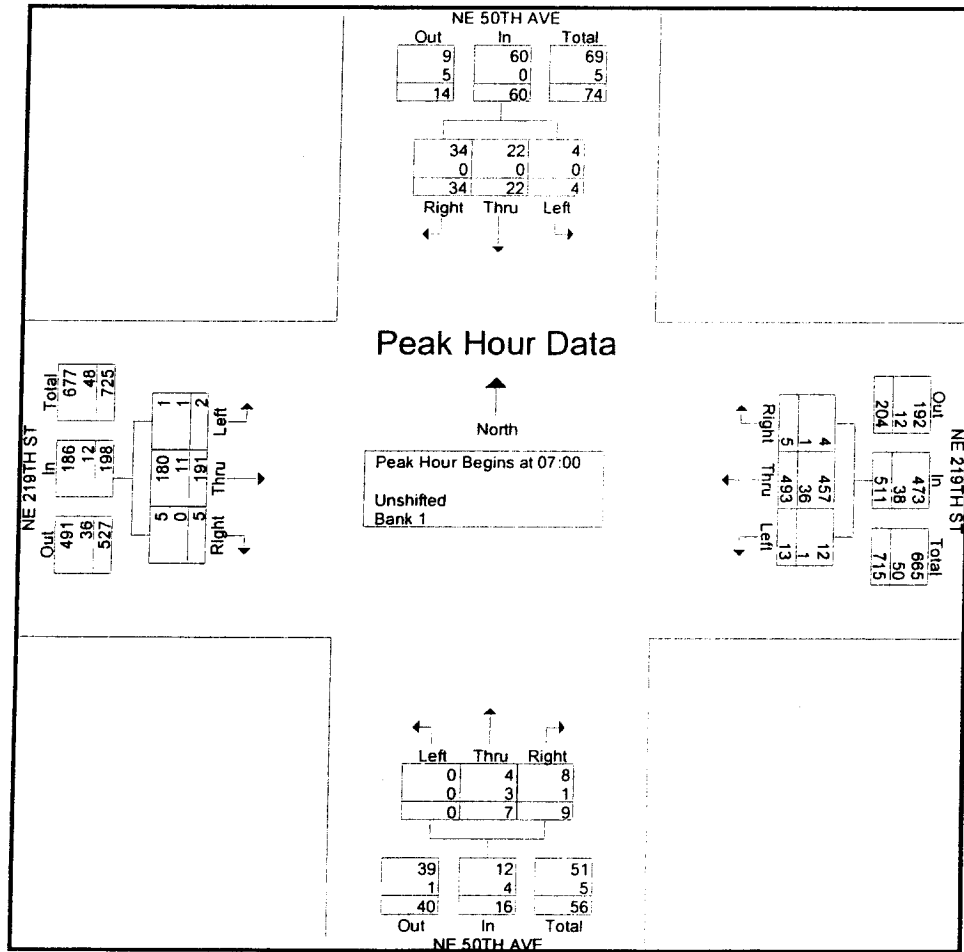 NE 50TH AVE
Out In Total
9 60 69
5 0 5
14 60 74
34 22 4
0 0 0
34 22 4
Right Thru Left
Peak Hour Data
North
Peak Hour Begins at 07:00
Unshifted
Bank 1
NE 219TH ST
Total In Out
677 186 491
48 12 36
725 198 527
1 180 5
1 11 0
2 191 5
Left Thru Right
NE 219TH ST
Out In Total
192 473 665
12 38 50
204 511 715
4 457 12
1 36 1
5 493 13
Right Thru Left
Left Thru Right
0 4 8
0 3 1
0 7 9
39 12 51
1 4 5
40 16 56
Out In Total
NE 50TH AVE